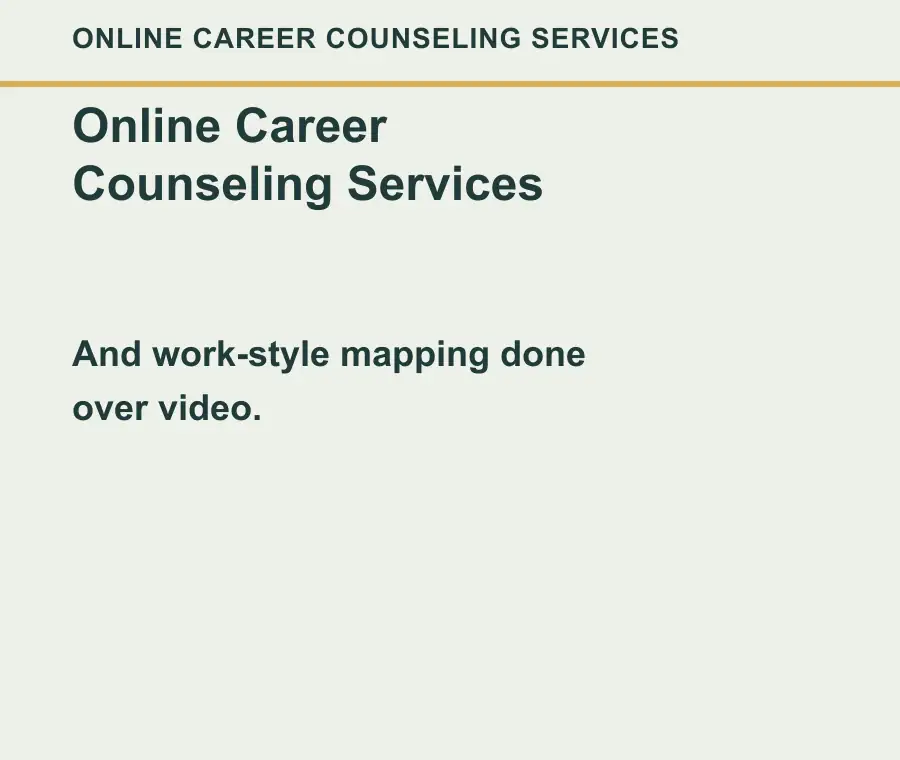 ONLINE CAREER COUNSELING SERVICES
Online Career
Counseling Services
And work-style mapping done
over video.